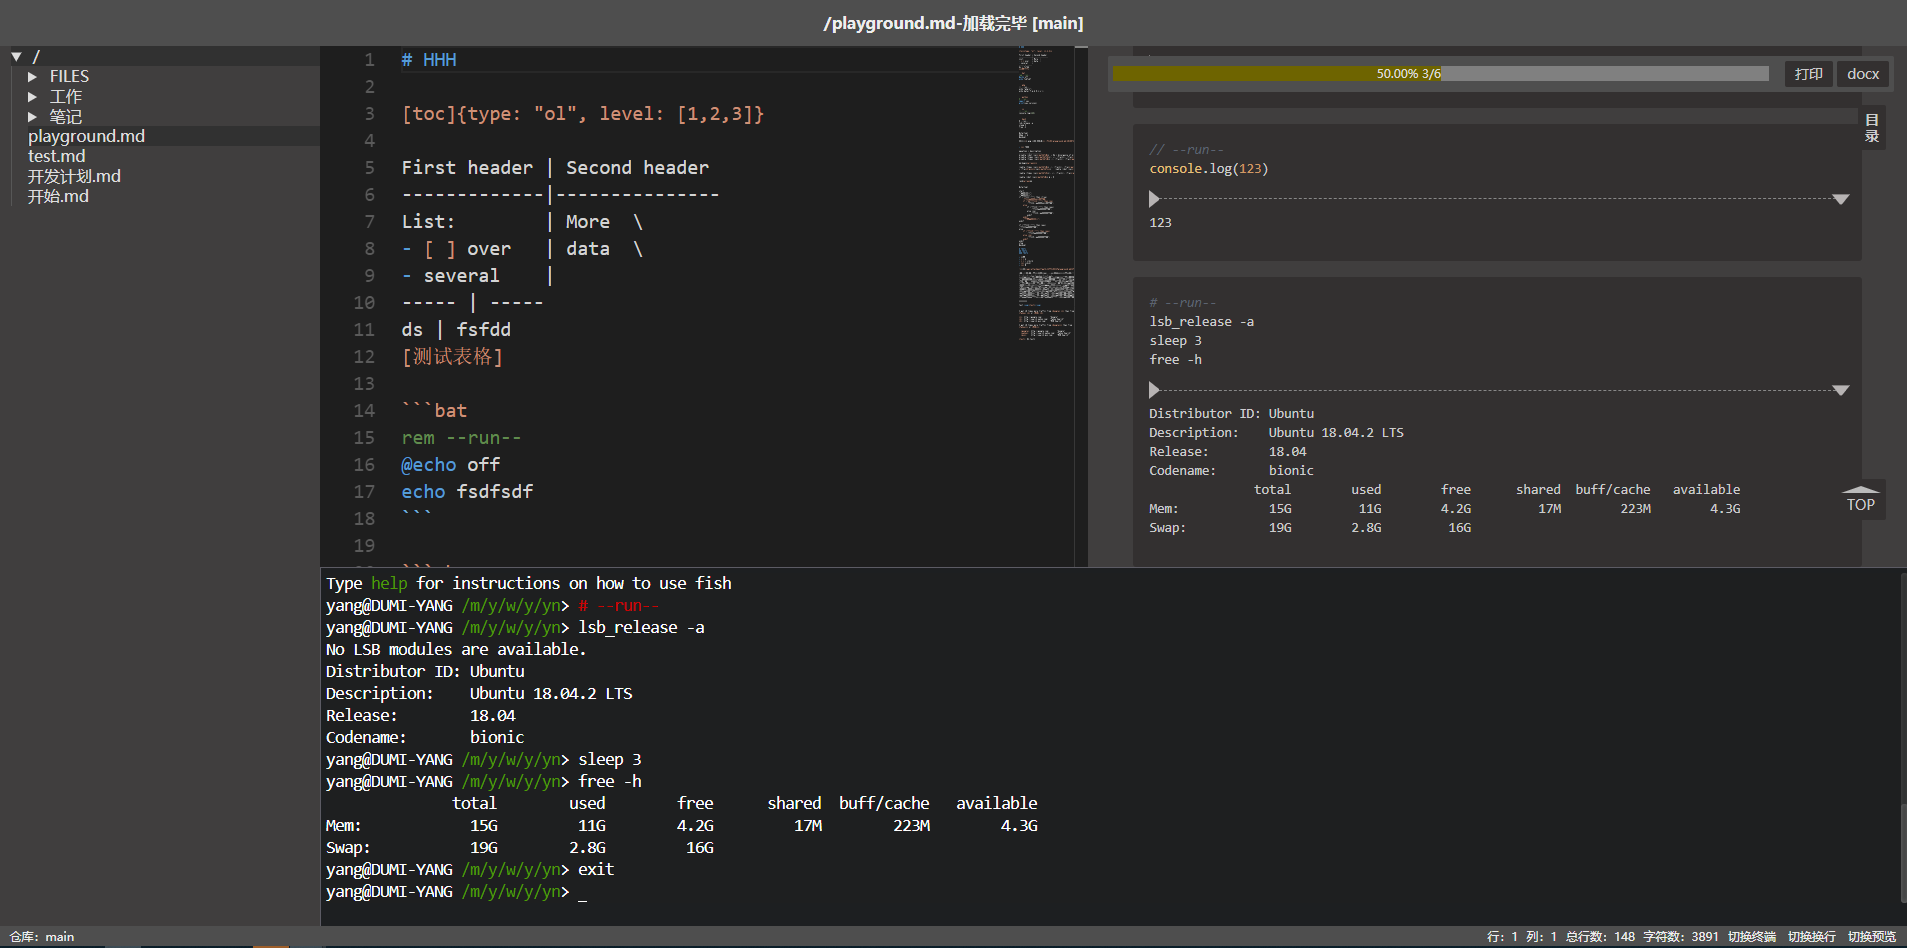 /playground.md-加载完毕 [main]
▼ /
▶ FILES
▶ 工作
▶ 笔记
playground.md
test.md
开发计划.md
开始.md
1 # HHH
2
3 [toc]{type: "ol", level: [1,2,3]}
4
5 First header | Second header
6 -------------|---------------
7 List:        | More  \
8 - [ ] over   | data  \
9 - several    |
10 ----- | -----
11 ds | fsfdd
12 [测试表格]
13
14 ```bat
15 rem --run--
16 @echo off
17 echo fsdfsdf
18 ```
19
50.00% 3/6
打印
docx
目录
// --run--
console.log(123)
123
# --run--
lsb_release -a
sleep 3
free -h
Distributor ID: Ubuntu
Description:    Ubuntu 18.04.2 LTS
Release:        18.04
Codename:       bionic
              total        used        free      shared  buff/cache   available
Mem:            15G         11G        4.2G         17M        223M        4.3G
Swap:           19G        2.8G         16G
TOP
Type help for instructions on how to use fish
yang@DUMI-YANG /m/y/w/y/yn> # --run--
yang@DUMI-YANG /m/y/w/y/yn> lsb_release -a
No LSB modules are available.
Distributor ID: Ubuntu
Description:    Ubuntu 18.04.2 LTS
Release:        18.04
Codename:       bionic
yang@DUMI-YANG /m/y/w/y/yn> sleep 3
yang@DUMI-YANG /m/y/w/y/yn> free -h
              total        used        free      shared  buff/cache   available
Mem:            15G         11G        4.2G         17M        223M        4.3G
Swap:           19G        2.8G         16G
yang@DUMI-YANG /m/y/w/y/yn> exit
yang@DUMI-YANG /m/y/w/y/yn> _
仓库: main
行: 1 列: 1 总行数: 148 字符数: 3891 切换终端 切换换行 切换预览